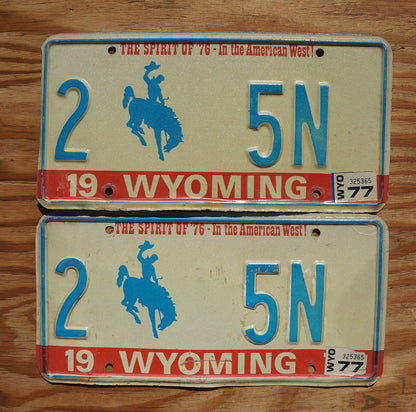 THE SPIRIT OF '76 - In the American West!
2 5N
19 WYOMING WYO 325365 77
THE SPIRIT OF '76 - In the American West!
2 5N
19 WYOMING WYO 325365 77